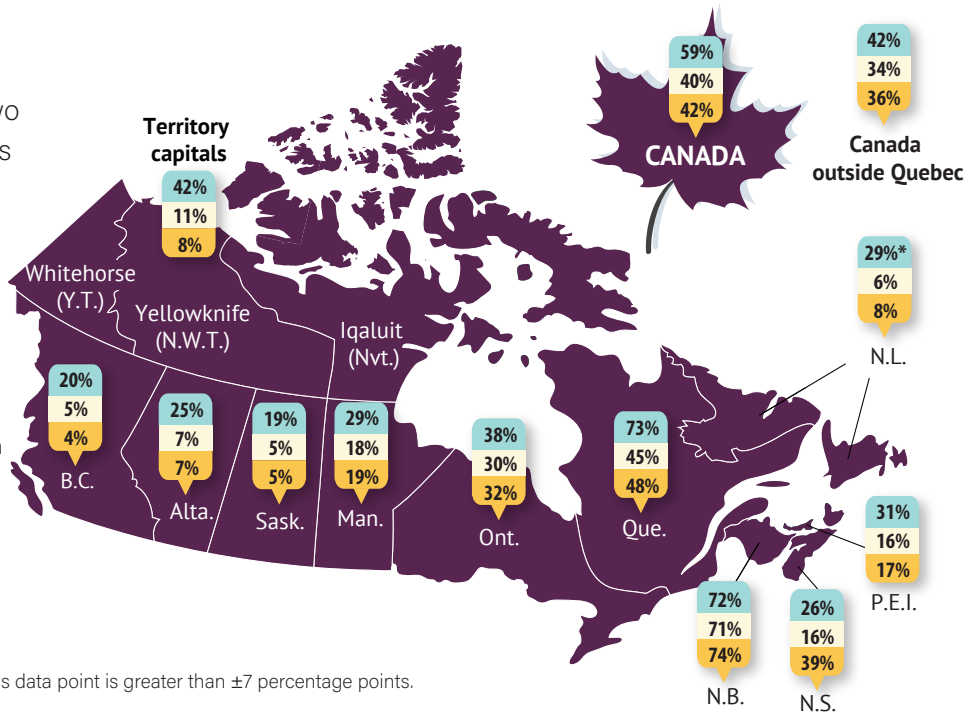 59%
40%
42%
CANADA
42%
34%
36%
Canada
outside Quebec
Territory
capitals
42%
11%
8%
Whitehorse
(Y.T.)
Yellowknife
(N.W.T.)
Iqaluit
(Nvt.)
29%*
6%
8%
N.L.
20%
5%
4%
B.C.
25%
7%
7%
Alta.
19%
5%
5%
Sask.
29%
18%
19%
Man.
38%
30%
32%
Ont.
73%
45%
48%
Que.
31%
16%
17%
P.E.I.
72%
71%
74%
N.B.
26%
16%
39%
N.S.
data point is greater than ±7 percentage points.